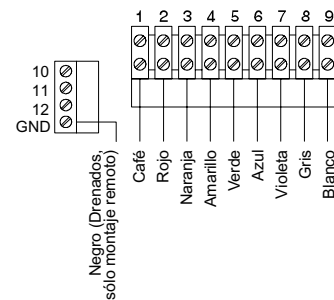 1 2 3 4 5 6 7 8 9
10
11
12
GND
Negro (Drenados,
sólo montaje remoto)
Café
Rojo
Naranja
Amarillo
Verde
Azul
Violeta
Gris
Blanco